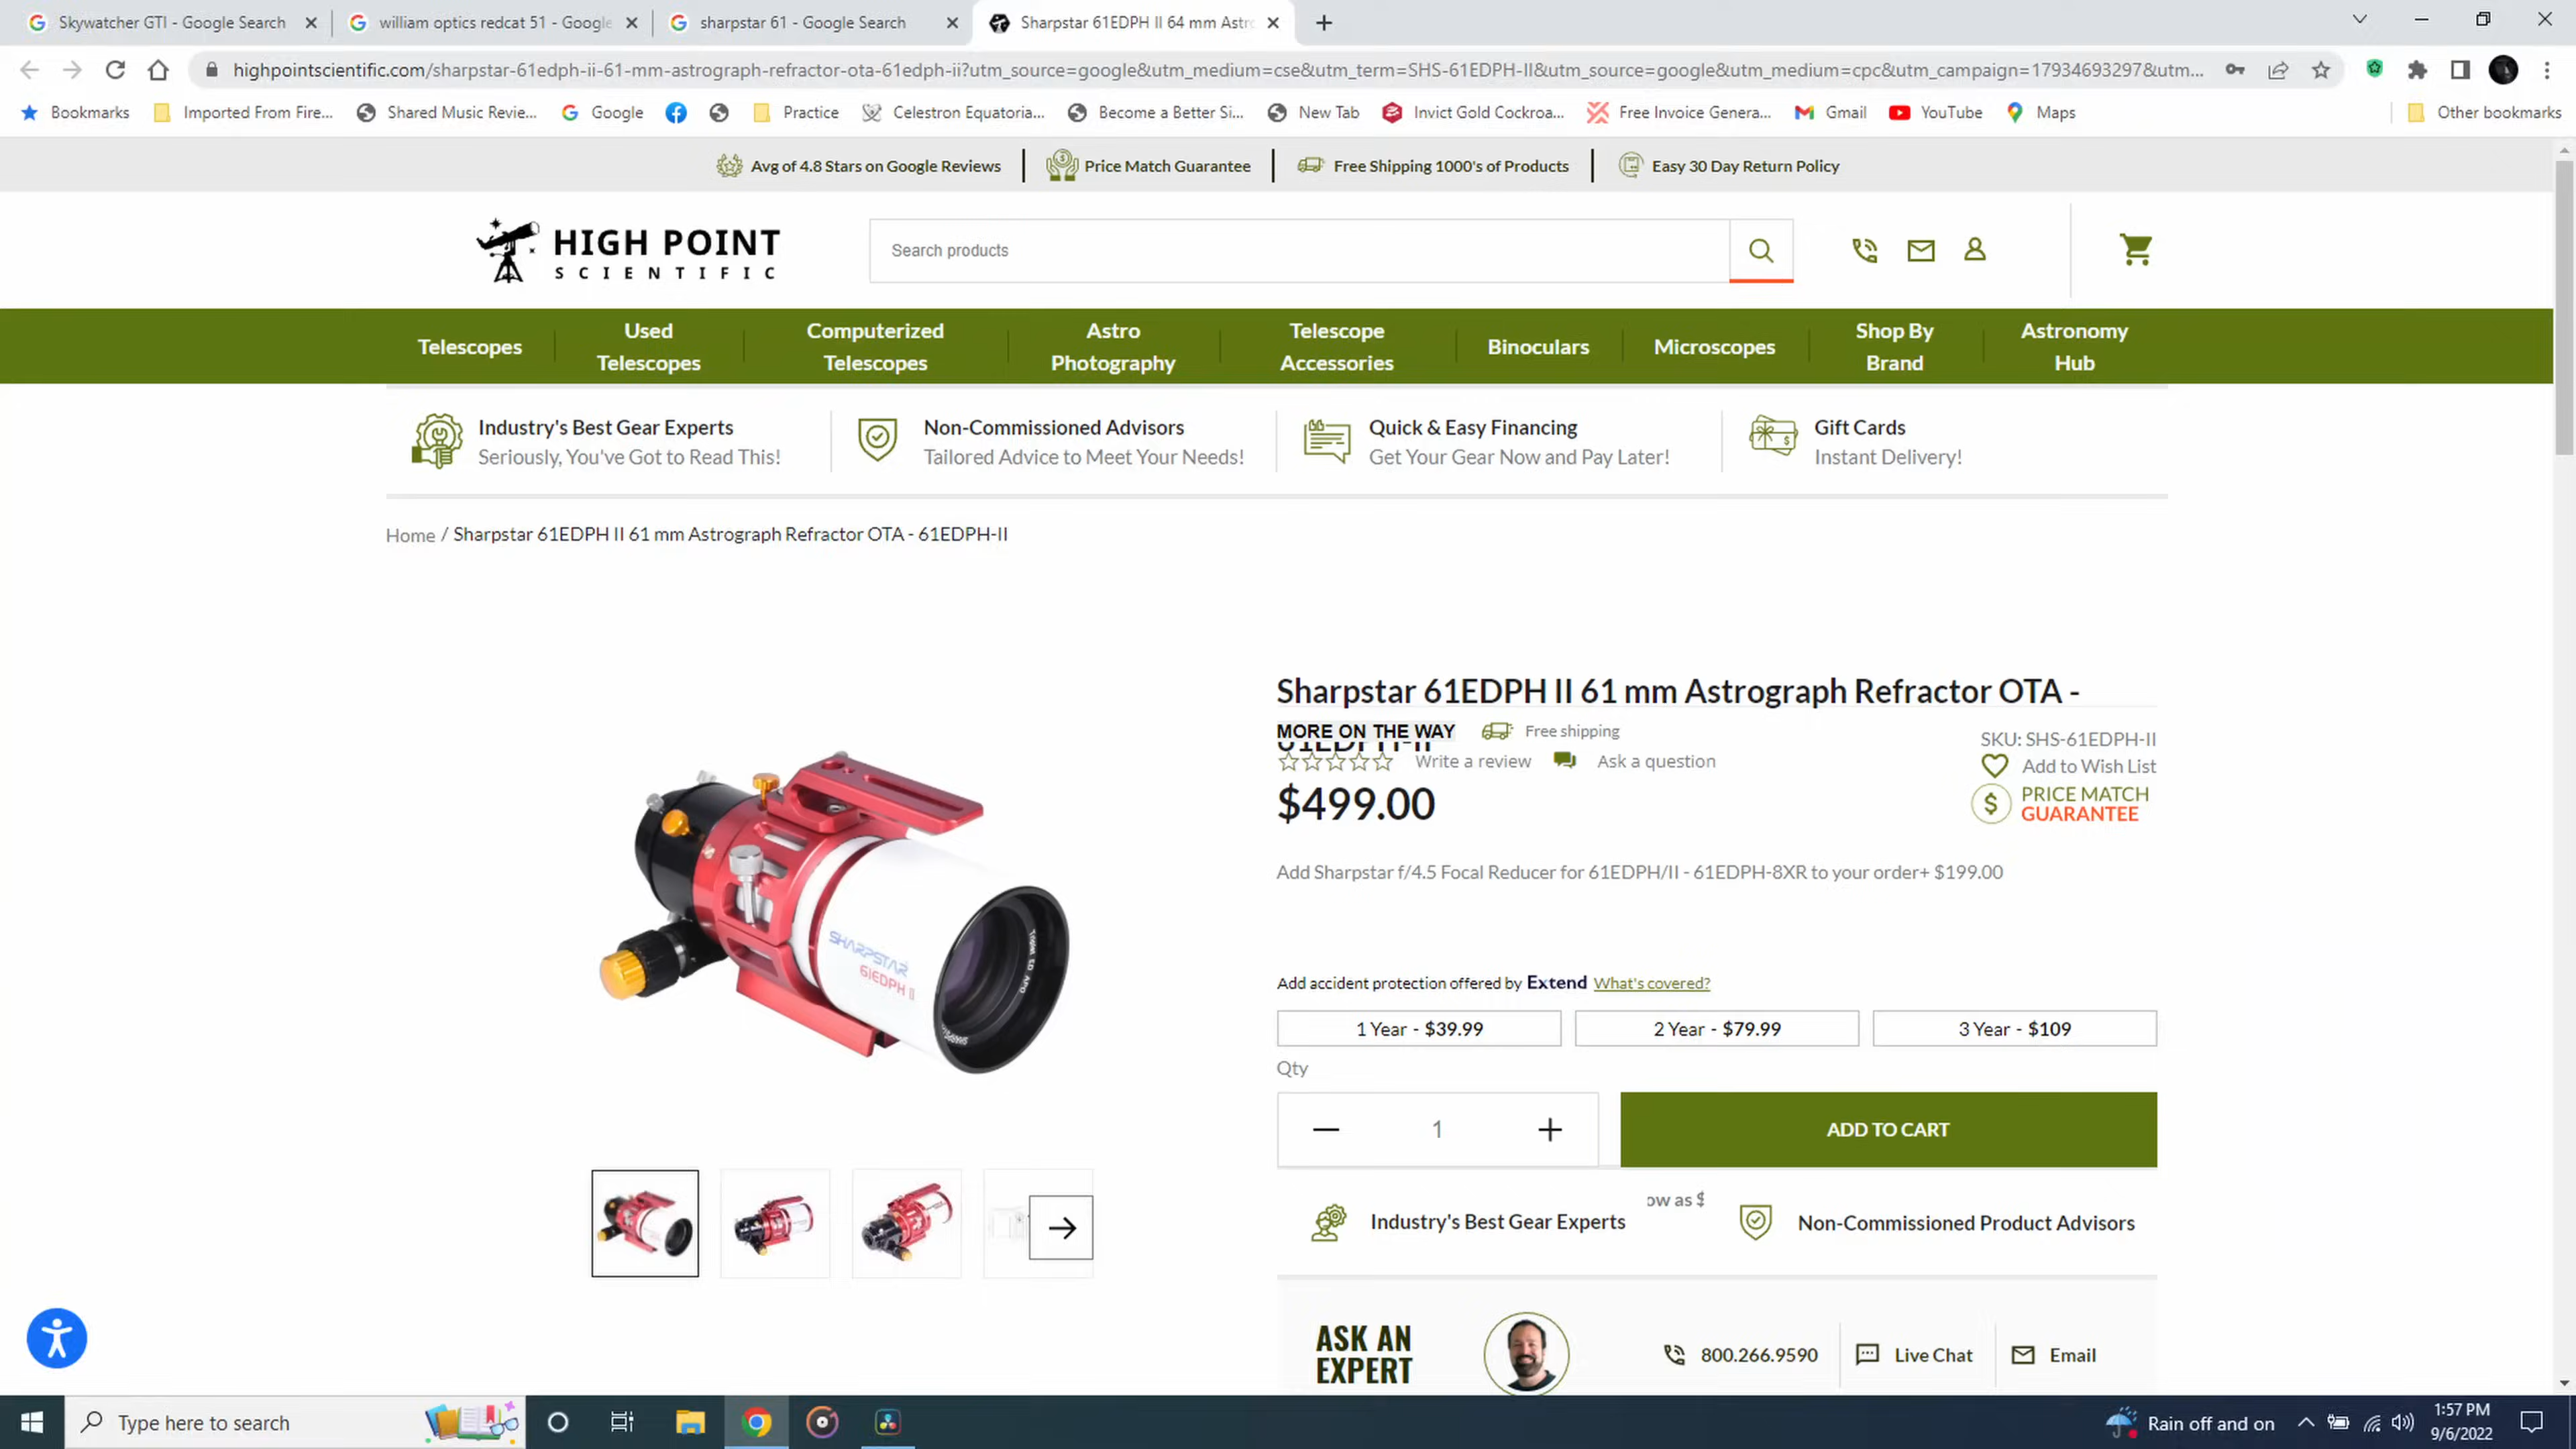 Skywatcher GTI - Google Search
william optics redcat 51 - Google
sharpstar 61 - Google Search
Sharpstar 61EDPH II 64 mm Astro
highpointscientific.com/sharpstar-61edph-ii-61-mm-astrograph-refractor-ota-61edph-ii?utm_source=google&utm_medium=cse&utm_term=SHS-61EDPH-II&utm_source=google&utm_medium=cpc&utm_campaign=17934693297&utm...
Bookmarks
Imported From Fire...
Shared Music Revie...
Google
Practice
Celestron Equatoria...
Become a Better Si...
New Tab
Invict Gold Cockroa...
Free Invoice Genera...
Gmail
YouTube
Maps
Other bookmarks
Avg of 4.8 Stars on Google Reviews
Price Match Guarantee
Free Shipping 1000's of Products
Easy 30 Day Return Policy
HIGH POINT
SCIENTIFIC
Search products
Telescopes
Used
Telescopes
Computerized
Telescopes
Astro
Photography
Telescope
Accessories
Binoculars
Microscopes
Shop By
Brand
Astronomy
Hub
Industry's Best Gear Experts
Seriously, You've Got to Read This!
Non-Commissioned Advisors
Tailored Advice to Meet Your Needs!
Quick & Easy Financing
Get Your Gear Now and Pay Later!
Gift Cards
Instant Delivery!
Home / Sharpstar 61EDPH II 61 mm Astrograph Refractor OTA - 61EDPH-II
Sharpstar 61EDPH II 61 mm Astrograph Refractor OTA -
61EDPH-II
MORE ON THE WAY
Free shipping
SKU: SHS-61EDPH-II
Write a review
Ask a question
Add to Wish List
$499.00
PRICE MATCH
GUARANTEE
Add Sharpstar f/4.5 Focal Reducer for 61EDPH/II - 61EDPH-8XR to your order+ $199.00
SHARPSTAR
61EDPH II
Triplet ED APO
Add accident protection offered by Extend What's covered?
1 Year - $39.99
2 Year - $79.99
3 Year - $109
Qty
1
ADD TO CART
ow as $
Industry's Best Gear Experts
Non-Commissioned Product Advisors
ASK AN
EXPERT
800.266.9590
Live Chat
Email
Type here to search
Rain off and on
1:57 PM
9/6/2022